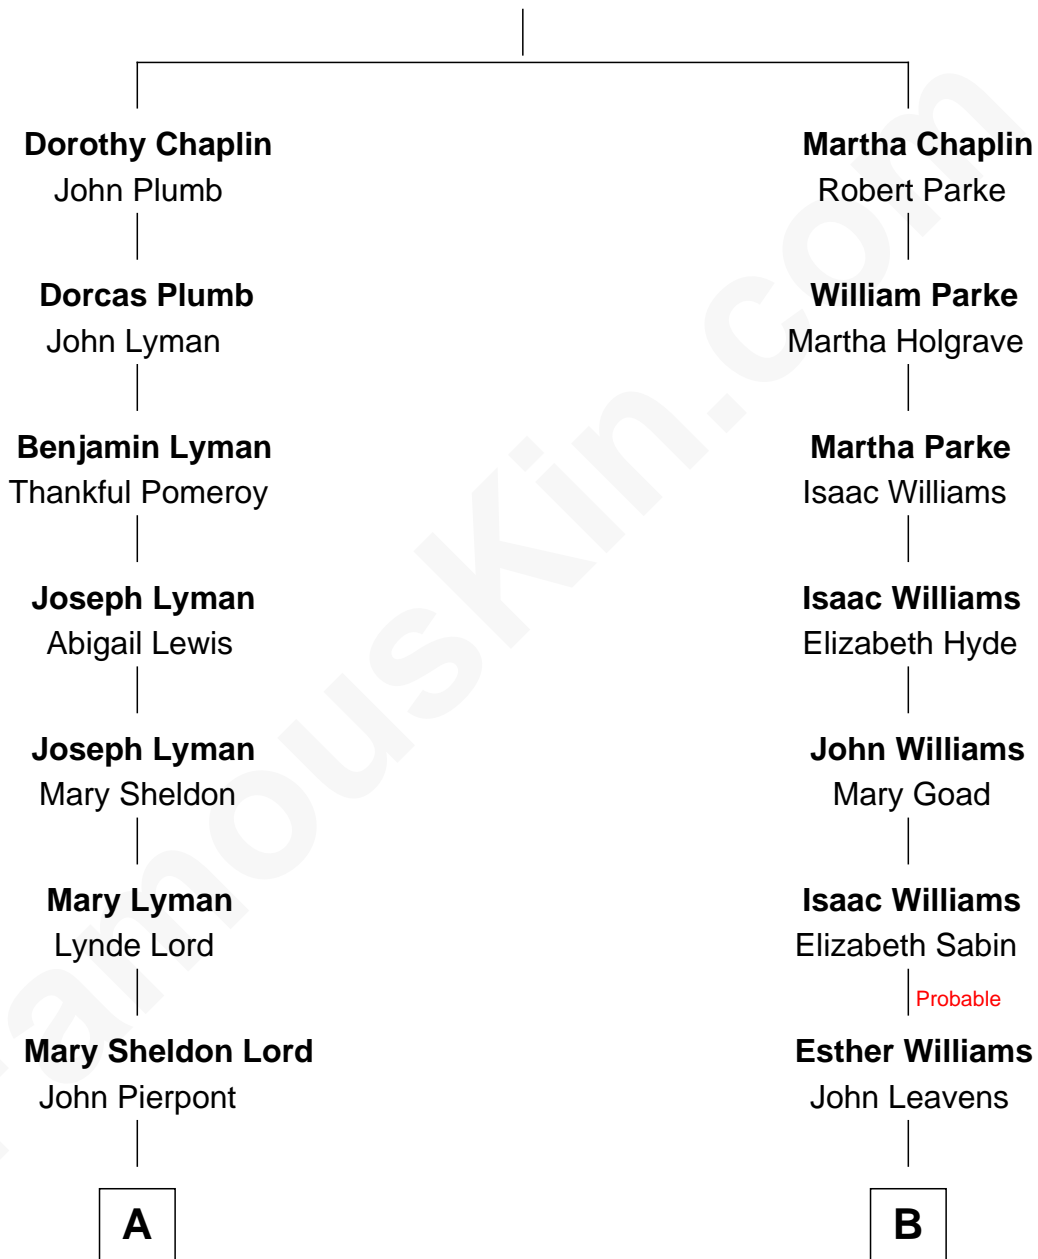 Dorothy Chaplin
John Plumb
Dorcas Plumb
John Lyman
Benjamin Lyman
Thankful Pomeroy
Joseph Lyman
Abigail Lewis
Joseph Lyman
Mary Sheldon
Mary Lyman
Lynde Lord
Mary Sheldon Lord
John Pierpont
A
Martha Chaplin
Robert Parke
William Parke
Martha Holgrave
Martha Parke
Isaac Williams
Isaac Williams
Elizabeth Hyde
John Williams
Mary Goad
Isaac Williams
Elizabeth Sabin
Probable
Esther Williams
John Leavens
B
FamousKin.com